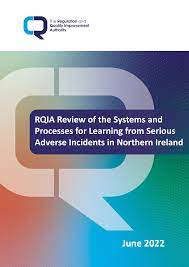 The Regulation and
Quality Improvement
Authority
RQIA Review of the Systems and
Processes for Learning from Serious
Adverse Incidents in Northern Ireland
June 2022